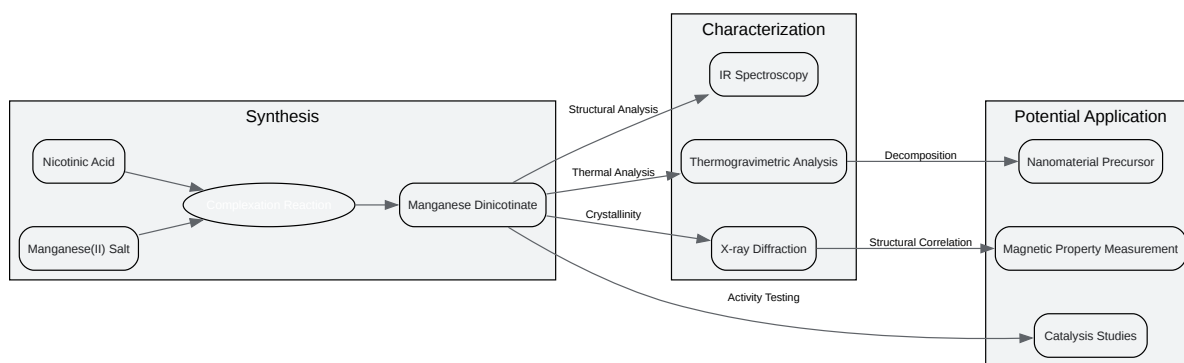 Synthesis
Nicotinic Acid
Manganese(II) Salt
Complexation Reaction
Manganese Dinicotinate
Structural Analysis
Thermal Analysis
Crystallinity
Activity Testing
Characterization
IR Spectroscopy
Thermogravimetric Analysis
X-ray Diffraction
Decomposition
Structural Correlation
Potential Application
Nanomaterial Precursor
Magnetic Property Measurement
Catalysis Studies